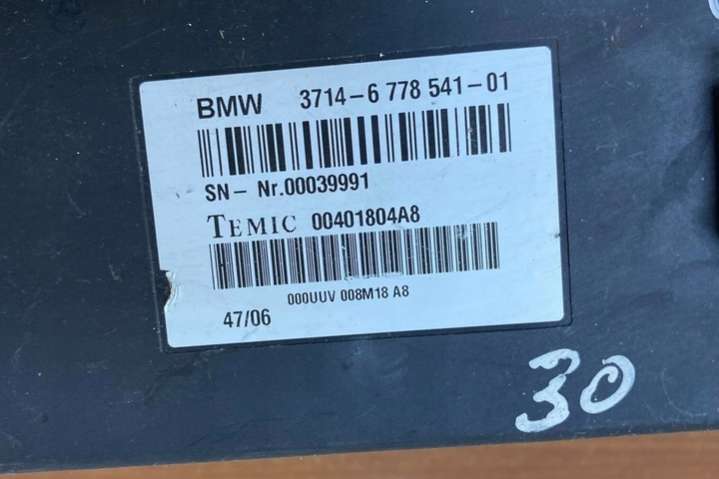 BMW 3714-6 778 541-01
SN- Nr.00039991
TEMIC 00401804A8
000UUV 008M18 A8
47/06
30